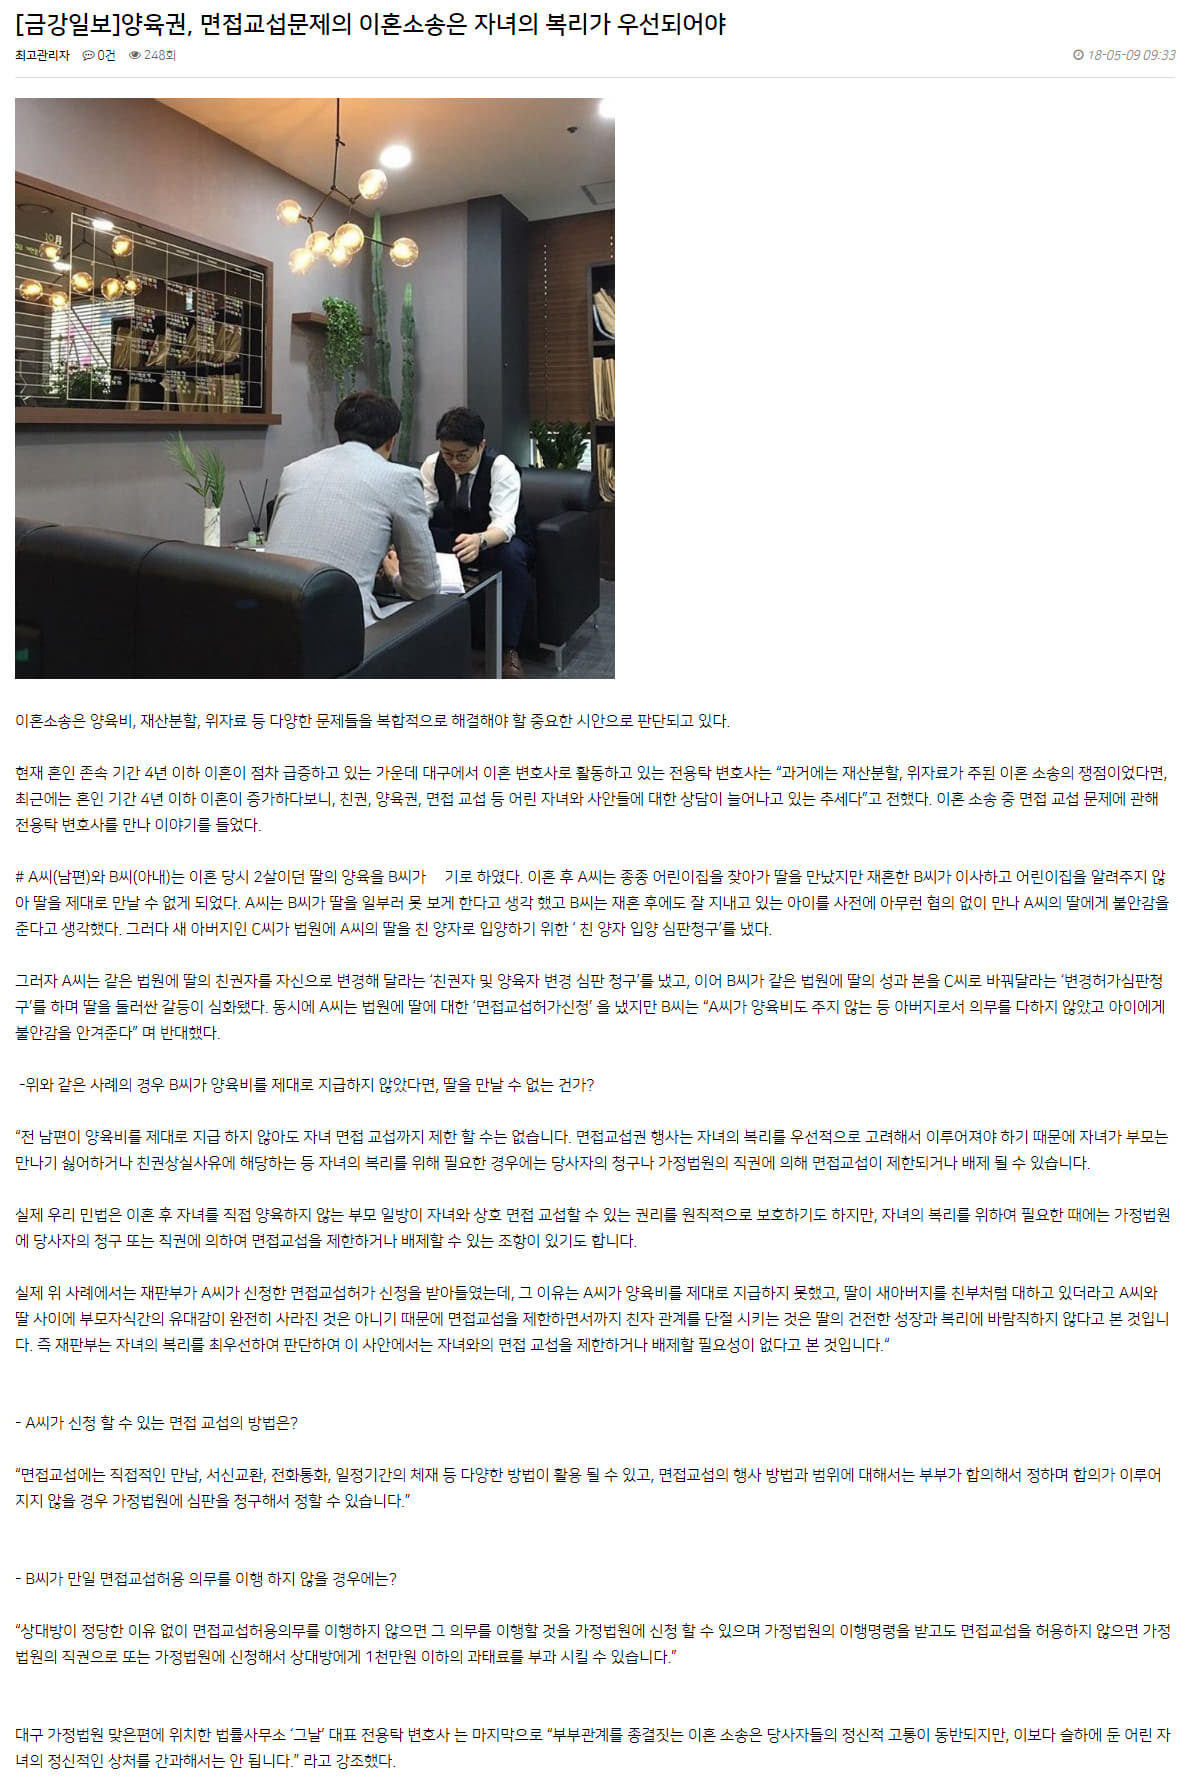 [금강일보]양육권, 면접교섭문제의 이혼소송은 자녀의 복리가 우선되어야
최고관리자 0건 248회 18-05-09 09:33
10月
이혼소송은 양육비, 재산분할, 위자료 등 다양한 문제들을 복합적으로 해결해야 할 중요한 시안으로 판단되고 있다.
현재 혼인 존속 기간 4년 이하 이혼이 점차 급증하고 있는 가운데 대구에서 이혼 변호사로 활동하고 있는 전용탁 변호사는 “과거에는 재산분할, 위자료가 주된 이혼 소송의 쟁점이었다면,
최근에는 혼인 기간 4년 이하 이혼이 증가하다보니, 친권, 양육권, 면접 교섭 등 어린 자녀와 사안들에 대한 상담이 늘어나고 있는 추세다”고 전했다. 이혼 소송 중 면접 교섭 문제에 관해
전용탁 변호사를 만나 이야기를 들었다.
# A씨(남편)와 B씨(아내)는 이혼 당시 2살이던 딸의 양육을 B씨가 기로 하였다. 이혼 후 A씨는 종종 어린이집을 찾아가 딸을 만났지만 재혼한 B씨가 이사하고 어린이집을 알려주지 않
아 딸을 제대로 만날 수 없게 되었다. A씨는 B씨가 딸을 일부러 못 보게 한다고 생각 했고 B씨는 재혼 후에도 잘 지내고 있는 아이를 사전에 아무런 협의 없이 만나 A씨의 딸에게 불안감을
준다고 생각했다. 그러다 새 아버지인 C씨가 법원에 A씨의 딸을 친 양자로 입양하기 위한 ‘ 친 양자 입양 심판청구’를 냈다.
그러자 A씨는 같은 법원에 딸의 친권자를 자신으로 변경해 달라는 ‘친권자 및 양육자 변경 심판 청구’를 냈고, 이어 B씨가 같은 법원에 딸의 성과 본을 C씨로 바꿔달라는 ‘변경허가심판청
구’를 하며 딸을 둘러싼 갈등이 심화됐다. 동시에 A씨는 법원에 딸에 대한 ‘면접교섭허가신청’ 을 냈지만 B씨는 “A씨가 양육비도 주지 않는 등 아버지로서 의무를 다하지 않았고 아이에게
불안감을 안겨준다” 며 반대했다.
-위와 같은 사례의 경우 B씨가 양육비를 제대로 지급하지 않았다면, 딸을 만날 수 없는 건가?
“전 남편이 양육비를 제대로 지급 하지 않아도 자녀 면접 교섭까지 제한 할 수는 없습니다. 면접교섭권 행사는 자녀의 복리를 우선적으로 고려해서 이루어져야 하기 때문에 자녀가 부모는
만나기 싫어하거나 친권상실사유에 해당하는 등 자녀의 복리를 위해 필요한 경우에는 당사자의 청구나 가정법원의 직권에 의해 면접교섭이 제한되거나 배제 될 수 있습니다.
실제 우리 민법은 이혼 후 자녀를 직접 양육하지 않는 부모 일방이 자녀와 상호 면접 교섭할 수 있는 권리를 원칙적으로 보호하기도 하지만, 자녀의 복리를 위하여 필요한 때에는 가정법원
에 당사자의 청구 또는 직권에 의하여 면접교섭을 제한하거나 배제할 수 있는 조항이 있기도 합니다.
실제 위 사례에서는 재판부가 A씨가 신청한 면접교섭허가 신청을 받아들였는데, 그 이유는 A씨가 양육비를 제대로 지급하지 못했고, 딸이 새아버지를 친부처럼 대하고 있더라고 A씨와
딸 사이에 부모자식간의 유대감이 완전히 사라진 것은 아니기 때문에 면접교섭을 제한하면서까지 친자 관계를 단절 시키는 것은 딸의 건전한 성장과 복리에 바람직하지 않다고 본 것입니
다. 즉 재판부는 자녀의 복리를 최우선하여 판단하여 이 사안에서는 자녀와의 면접 교섭을 제한하거나 배제할 필요성이 없다고 본 것입니다.“
- A씨가 신청 할 수 있는 면접 교섭의 방법은?
“면접교섭에는 직접적인 만남, 서신교환, 전화통화, 일정기간의 체재 등 다양한 방법이 활용 될 수 있고, 면접교섭의 행사 방법과 범위에 대해서는 부부가 합의해서 정하며 합의가 이루어
지지 않을 경우 가정법원에 심판을 청구해서 정할 수 있습니다.”
- B씨가 만일 면접교섭허용 의무를 이행 하지 않을 경우에는?
“상대방이 정당한 이유 없이 면접교섭허용의무를 이행하지 않으면 그 의무를 이행할 것을 가정법원에 신청 할 수 있으며 가정법원의 이행명령을 받고도 면접교섭을 허용하지 않으면 가정
법원의 직권으로 또는 가정법원에 신청해서 상대방에게 1천만원 이하의 과태료를 부과 시킬 수 있습니다.”
대구 가정법원 맞은편에 위치한 법률사무소 ‘그날’ 대표 전용탁 변호사 는 마지막으로 “부부관계를 종결짓는 이혼 소송은 당사자들의 정신적 고통이 동반되지만, 이보다 슬하에 둔 어린 자
녀의 정신적인 상처를 간과해서는 안 됩니다.” 라고 강조했다.